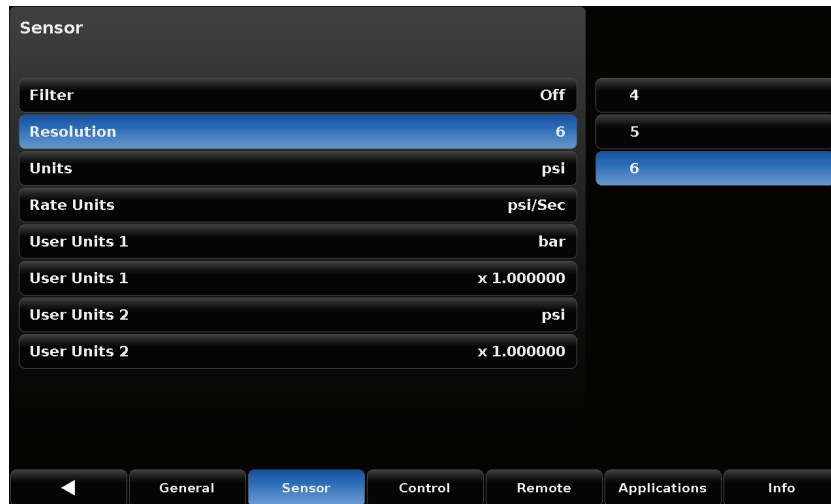 Sensor
Filter Off
Resolution 6
Units psi
Rate Units psi/Sec
User Units 1 bar
User Units 1 x 1.000000
User Units 2 psi
User Units 2 x 1.000000
4
5
6
General Sensor Control Remote Applications Info